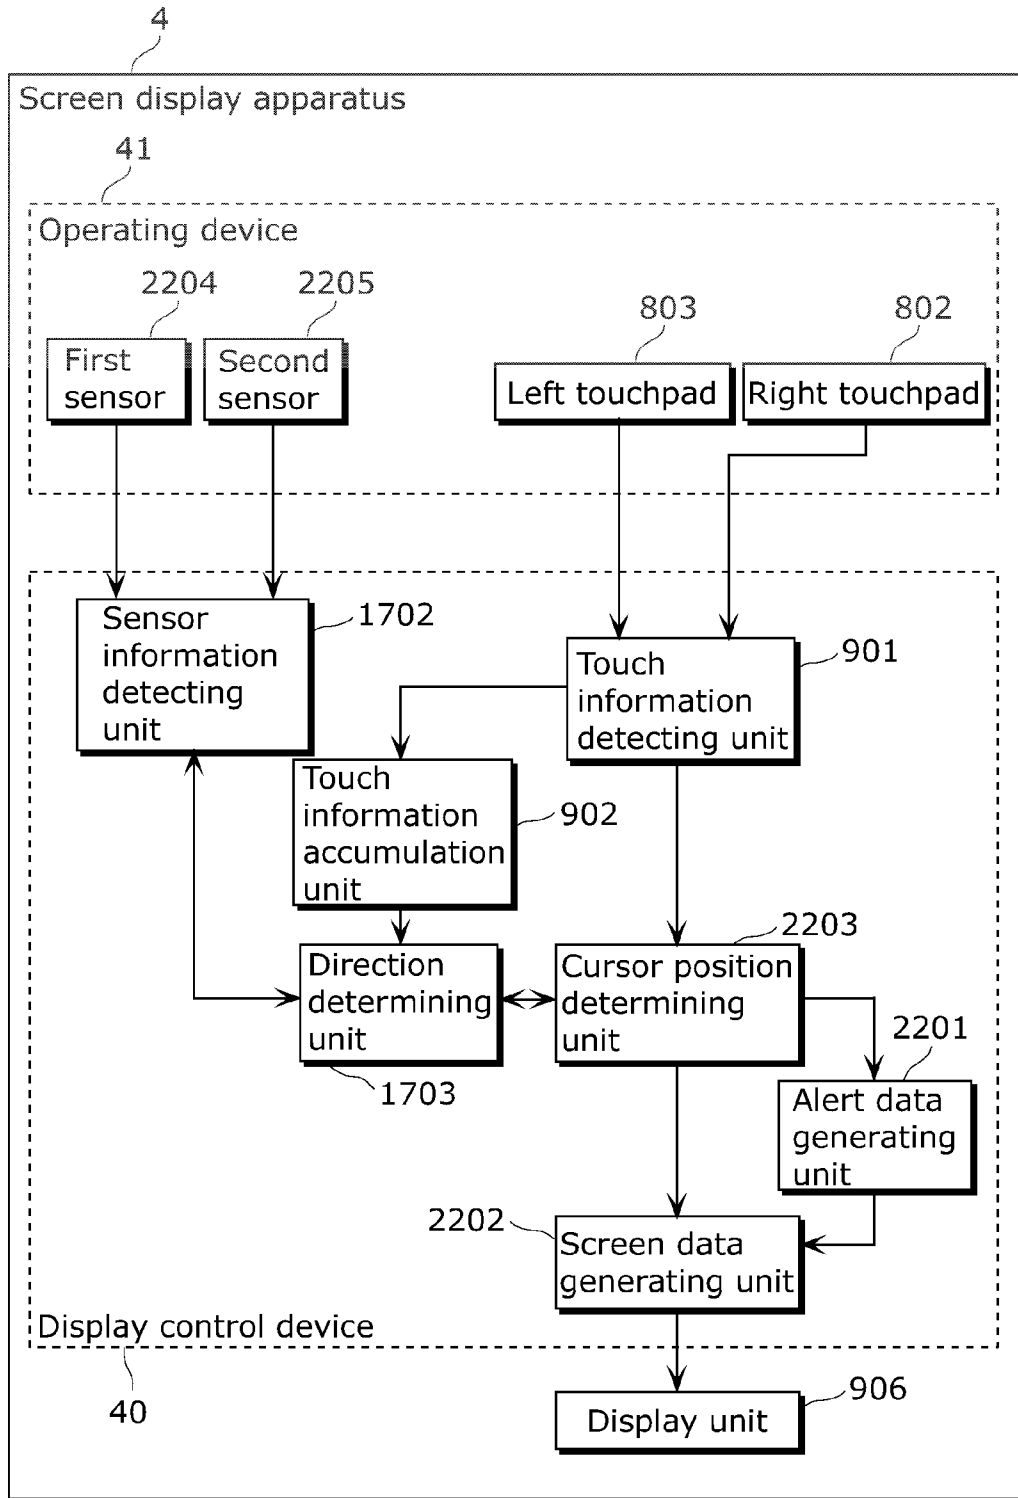 4
Screen display apparatus
41
Operating device
2204
2205
803
802
First
sensor
Second
sensor
Left touchpad
Right touchpad
Sensor
information
detecting
unit
1702
Touch
information
detecting unit
901
Touch
information
accumulation
unit
902
Direction
determining
unit
1703
Cursor position
determining
unit
2203
2201
Alert data
generating
unit
2202
Screen data
generating unit
Display control device
40
Display unit
906